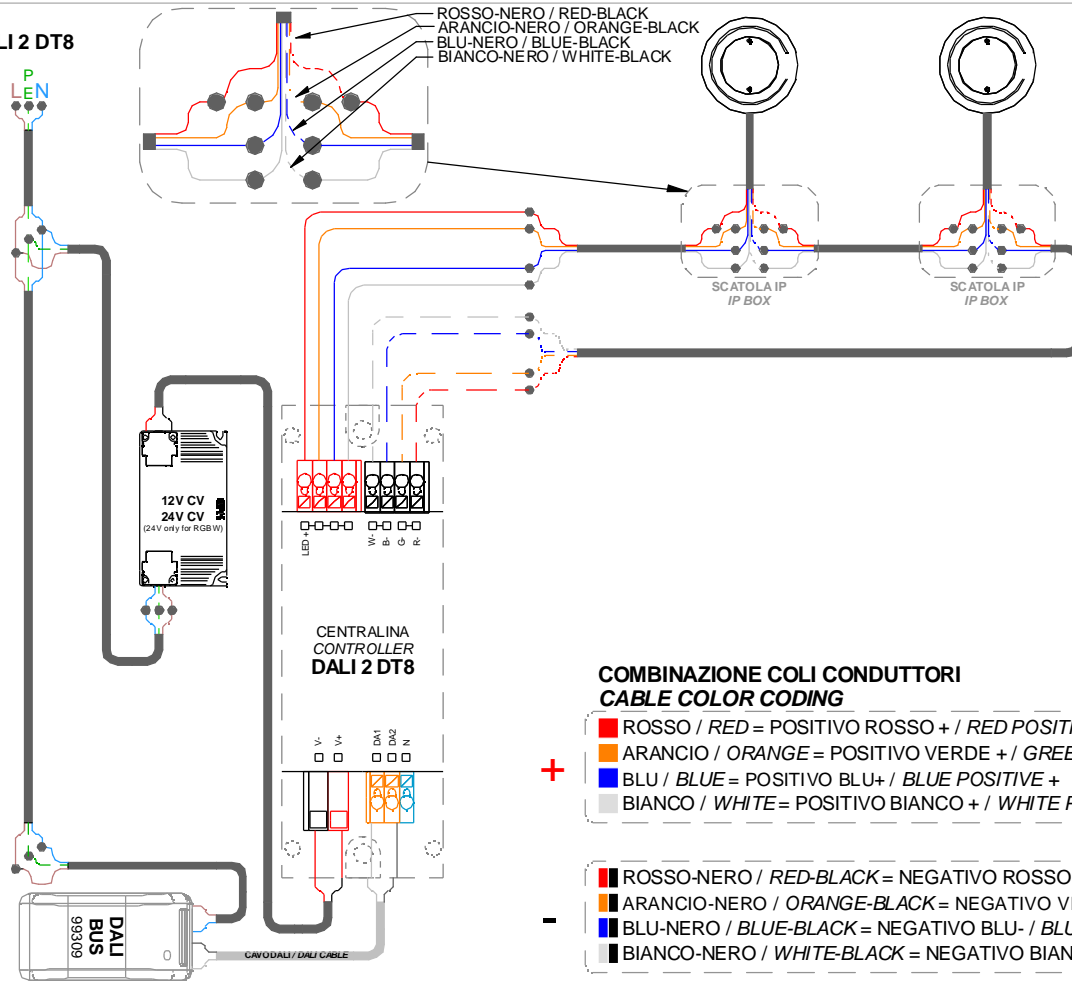 LI 2 DT8
ROSSO-NERO / RED-BLACK
ARANCIO-NERO / ORANGE-BLACK
BLU-NERO / BLUE-BLACK
BIANCO-NERO / WHITE-BLACK
L PE N
SCATOLA IP
IP BOX
SCATOLA IP
IP BOX
12V CV
24V CV
(24V only for RGBW)
LED +
W-
B-
G-
R-
CENTRALINA
CONTROLLER
DALI 2 DT8
V-
V+
DA1
DA2
N
DALI
BUS
99309
CAVO DALI / DALI CABLE
COMBINAZIONE COLI CONDUTTORI
CABLE COLOR CODING
+
ROSSO / RED = POSITIVO ROSSO + / RED POSITI
ARANCIO / ORANGE = POSITIVO VERDE + / GREE
BLU / BLUE = POSITIVO BLU+ / BLUE POSITIVE +
BIANCO / WHITE = POSITIVO BIANCO + / WHITE P
-
ROSSO-NERO / RED-BLACK = NEGATIVO ROSSO
ARANCIO-NERO / ORANGE-BLACK = NEGATIVO VE
BLU-NERO / BLUE-BLACK = NEGATIVO BLU- / BLU
BIANCO-NERO / WHITE-BLACK = NEGATIVO BIAN